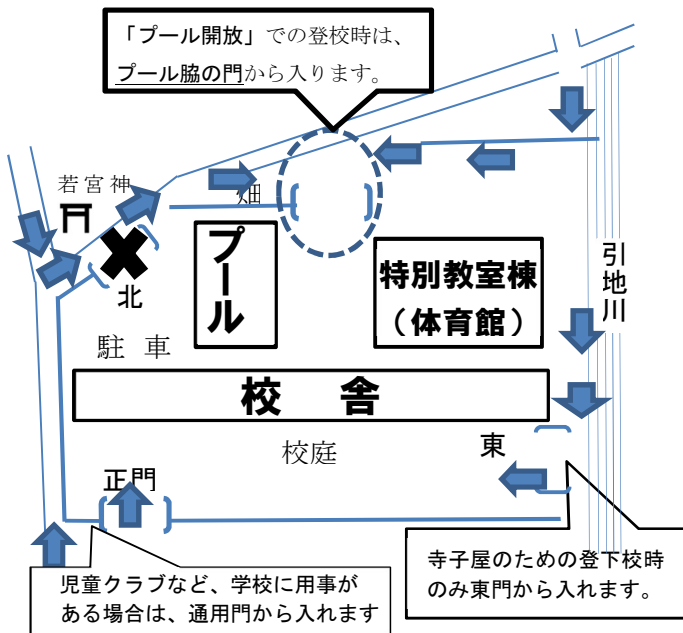 「プール開放」での登校時は、
プール脇の門から入ります。
若宮神
畑
北
プール
特別教室棟
（体育館）
引地川
駐 車
校 舎
校庭
東
正門
寺子屋のための登下校時
のみ東門から入れます。
児童クラブなど、学校に用事が
ある場合は、通用門から入れます